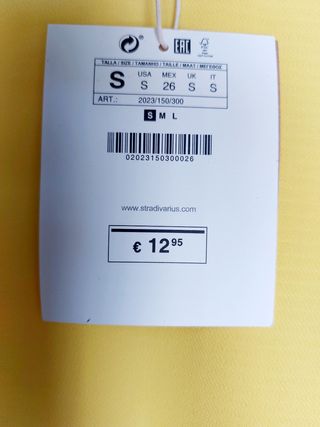 EAC
TALLA / SIZE / TAMANHO / TAILLE / MAAT / ΜΕΓΕΘΟΣ
S USA MEX UK IT
S 26 S S
ART.: 2023/150/300
S M L
02023150300026
www.stradivarius.com
€ 12 95